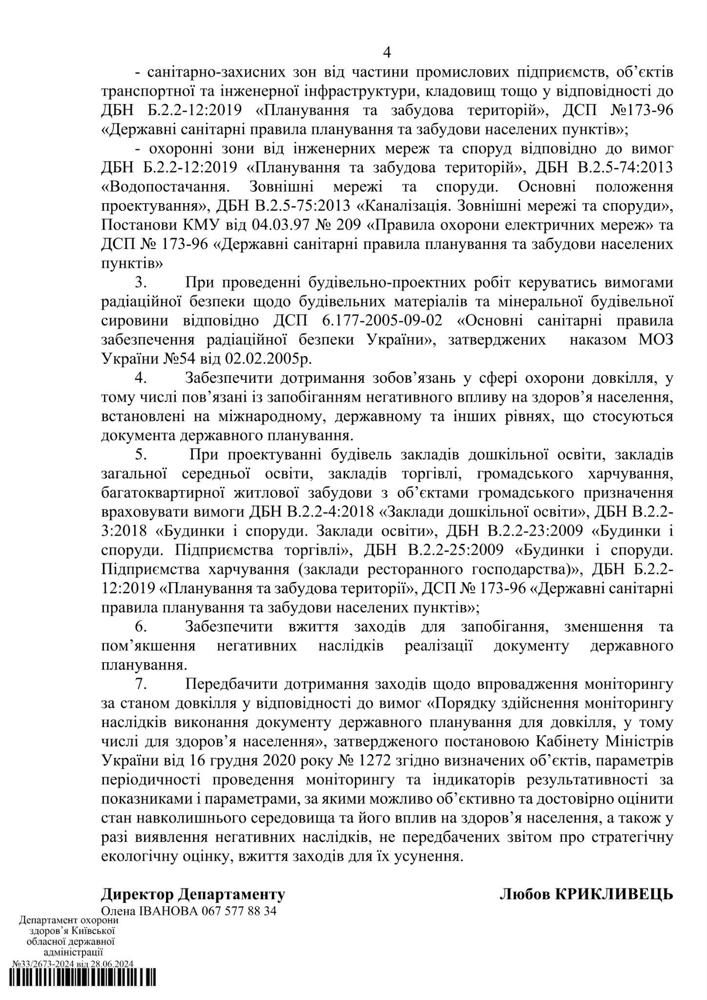 4
- санітарно-захисних зон від частини промислових підприємств, об’єктів
транспортної та інженерної інфраструктури, кладовищ тощо у відповідності до
ДБН Б.2.2-12:2019 «Планування та забудова територій», ДСП №173-96
«Державні санітарні правила планування та забудови населених пунктів»;
- охоронні зони від інженерних мереж та споруд відповідно до вимог
ДБН Б.2.2-12:2019 «Планування та забудова територій», ДБН В.2.5-74:2013
«Водопостачання. Зовнішні мережі та споруди. Основні положення
проектування», ДБН В.2.5-75:2013 «Каналізація. Зовнішні мережі та споруди»,
Постанови КМУ від 04.03.97 № 209 «Правила охорони електричних мереж» та
ДСП № 173-96 «Державні санітарні правила планування та забудови населених
пунктів»
3. При проведенні будівельно-проектних робіт керуватись вимогами
радіаційної безпеки щодо будівельних матеріалів та мінеральної будівельної
сировини відповідно ДСП 6.177-2005-09-02 «Основні санітарні правила
забезпечення радіаційної безпеки України», затверджених наказом МОЗ
України №54 від 02.02.2005р.
4. Забезпечити дотримання зобов’язань у сфері охорони довкілля, у
тому числі пов’язані із запобіганням негативного впливу на здоров’я населення,
встановлені на міжнародному, державному та інших рівнях, що стосуються
документа державного планування.
5. При проектуванні будівель закладів дошкільної освіти, закладів
загальної середньої освіти, закладів торгівлі, громадського харчування,
багатоквартирної житлової забудови з об’єктами громадського призначення
враховувати вимоги ДБН В.2.2-4:2018 «Заклади дошкільної освіти», ДБН В.2.2-
3:2018 «Будинки і споруди. Заклади освіти», ДБН В.2.2-23:2009 «Будинки і
споруди. Підприємства торгівлі», ДБН В.2.2-25:2009 «Будинки і споруди.
Підприємства харчування (заклади ресторанного господарства)», ДБН Б.2.2-
12:2019 «Планування та забудова території», ДСП № 173-96 «Державні санітарні
правила планування та забудови населених пунктів»;
6. Забезпечити вжиття заходів для запобігання, зменшення та
пом’якшення негативних наслідків реалізації документу державного
планування.
7. Передбачити дотримання заходів щодо впровадження моніторингу
за станом довкілля у відповідності до вимог «Порядку здійснення моніторингу
наслідків виконання документу державного планування для довкілля, у тому
числі для здоров’я населення», затвердженого постановою Кабінету Міністрів
України від 16 грудня 2020 року № 1272 згідно визначених об’єктів, параметрів
періодичності проведення моніторингу та індикаторів результативності за
показниками і параметрами, за якими можливо об’єктивно та достовірно оцінити
стан навколишнього середовища та його вплив на здоров’я населення, а також у
разі виявлення негативних наслідків, не передбачених звітом про стратегічну
екологічну оцінку, вжиття заходів для їх усунення.
Директор Департаменту Любов КРИКЛИВЕЦЬ
Олена ІВАНОВА 067 577 88 34
Департамент охорони
здоров’я Київської
обласної державної
адміністрації
№33/2673-2024 від 28.06.2024